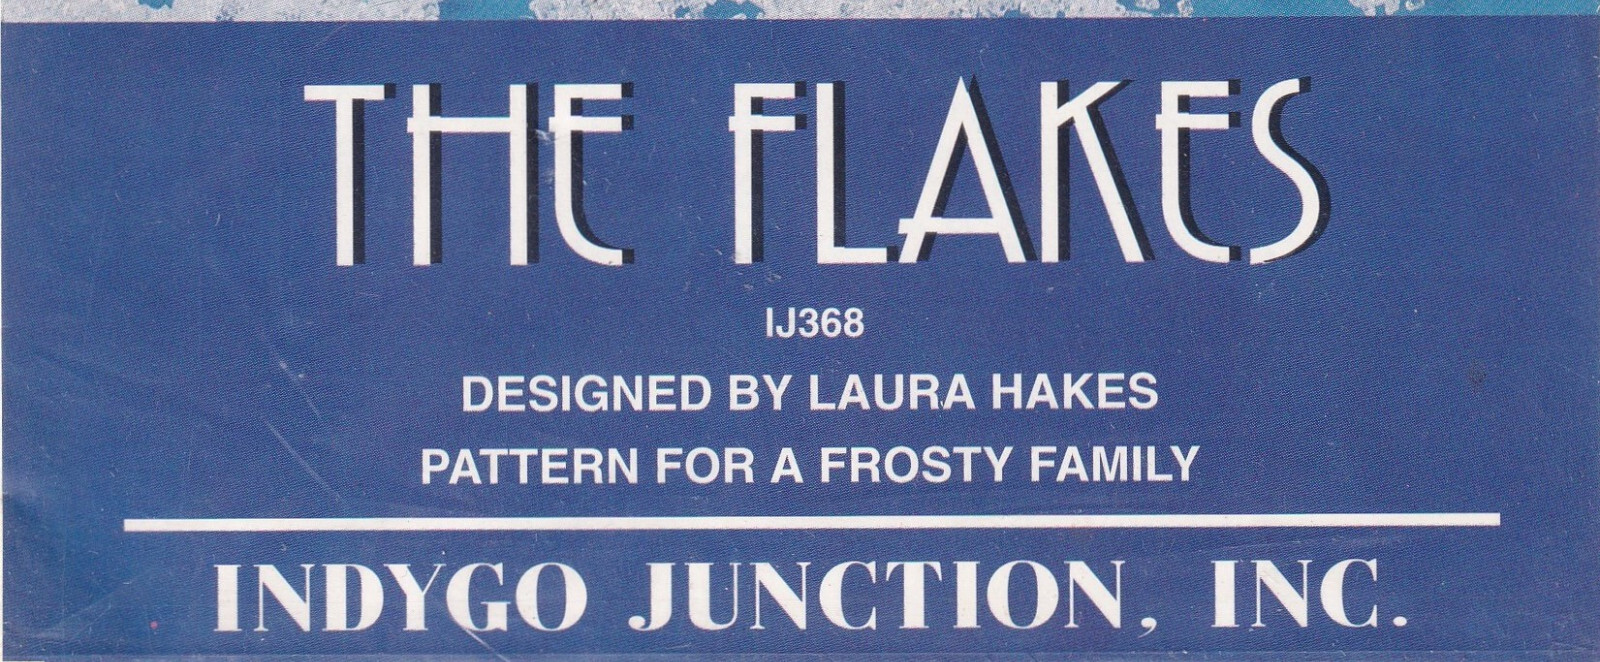 THE FLAKES
IJ368
DESIGNED BY LAURA HAKES
PATTERN FOR A FROSTY FAMILY
INDYGO JUNCTION, INC.